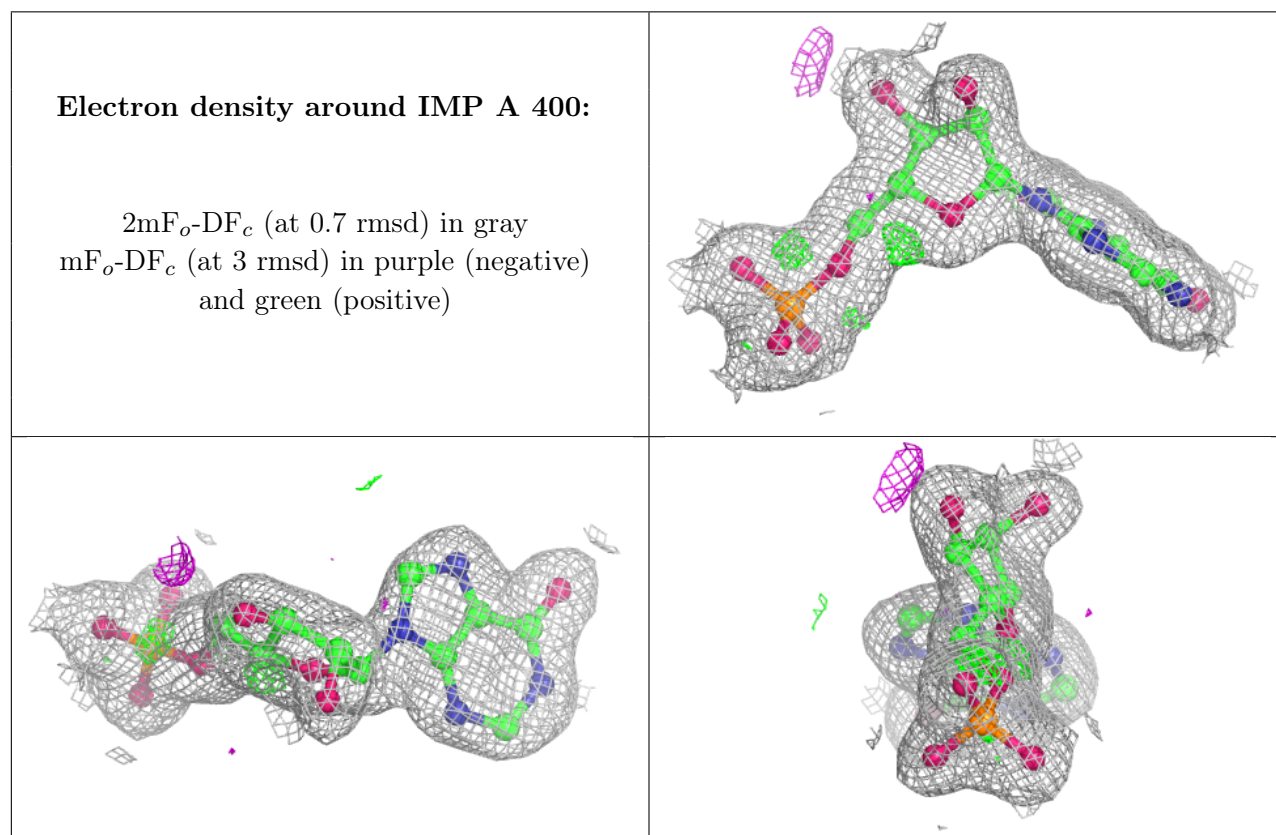 Electron density around IMP A 400:
2mFo-DFc (at 0.7 rmsd) in gray
mFo-DFc (at 3 rmsd) in purple (negative)
and green (positive)